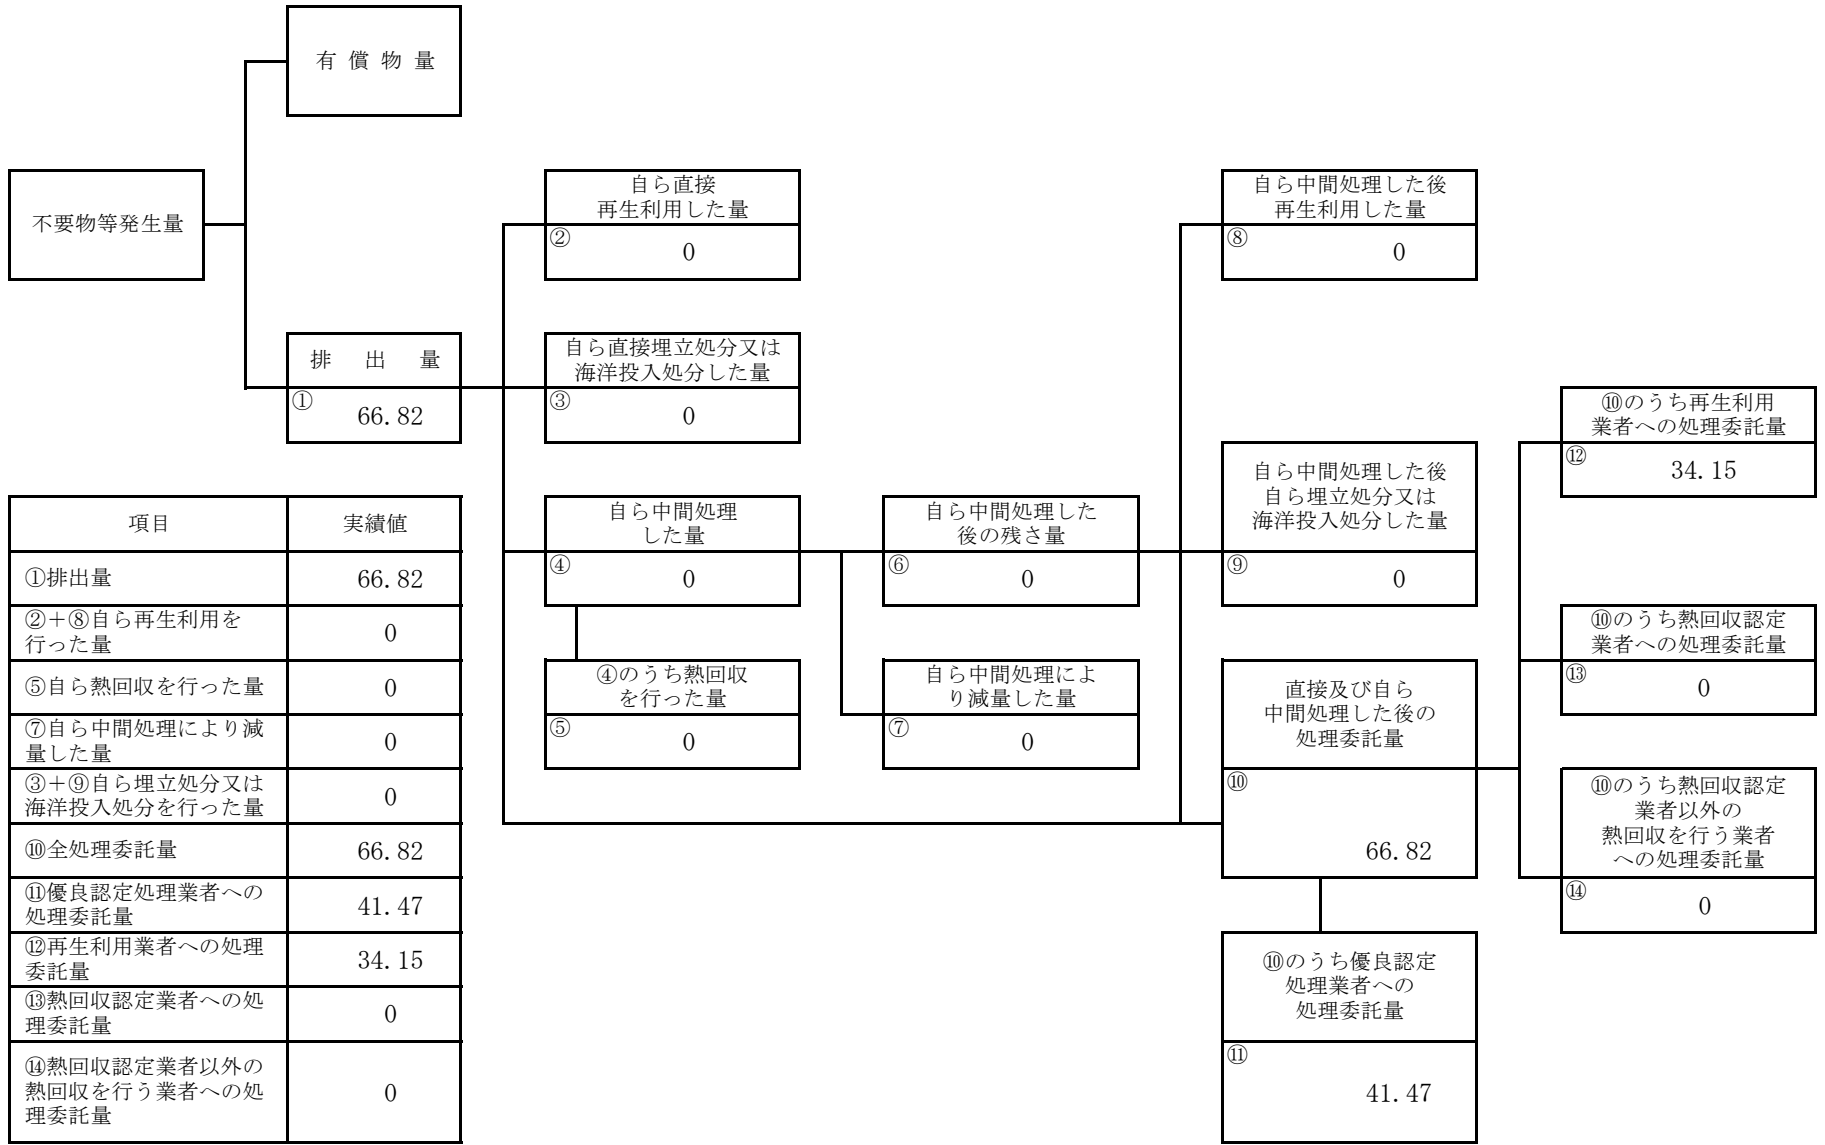 有償物量
不要物等発生量
排出量
①
66.82
自ら直接
再生利用した量
②
0
自ら直接埋立処分又は
海洋投入処分した量
③
0
自ら中間処理
した量
④
0
④のうち熱回収
を行った量
⑤
0
自ら中間処理した
後の残さ量
⑥
0
自ら中間処理によ
り減量した量
⑦
0
自ら中間処理した後
再生利用した量
⑧
0
自ら中間処理した後
自ら埋立処分又は
海洋投入処分した量
⑨
0
直接及び自ら
中間処理した後の
処理委託量
⑩
66.82
⑩のうち優良認定
処理業者への
処理委託量
⑪
41.47
⑩のうち再生利用
業者への処理委託量
⑫
34.15
⑩のうち熱回収認定
業者への処理委託量
⑬
0
⑩のうち熱回収認定
業者以外の
熱回収を行う業者
への処理委託量
⑭
0
項目 実績値
①排出量 66.82
②＋⑧自ら再生利用を
行った量
0
⑤自ら熱回収を行った量 0
⑦自ら中間処理により減
量した量
0
③＋⑨自ら埋立処分又は
海洋投入処分を行った量
0
⑩全処理委託量 66.82
⑪優良認定処理業者への
処理委託量
41.47
⑫再生利用業者への処理
委託量
34.15
⑬熱回収認定業者への処
理委託量
0
⑭熱回収認定業者以外の
熱回収を行う業者への処
理委託量
0